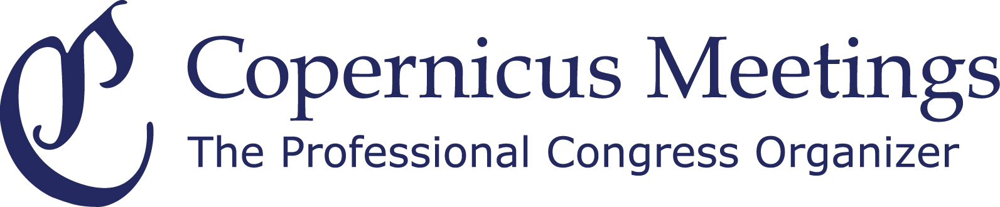 Copernicus Meetings
The Professional Congress Organizer